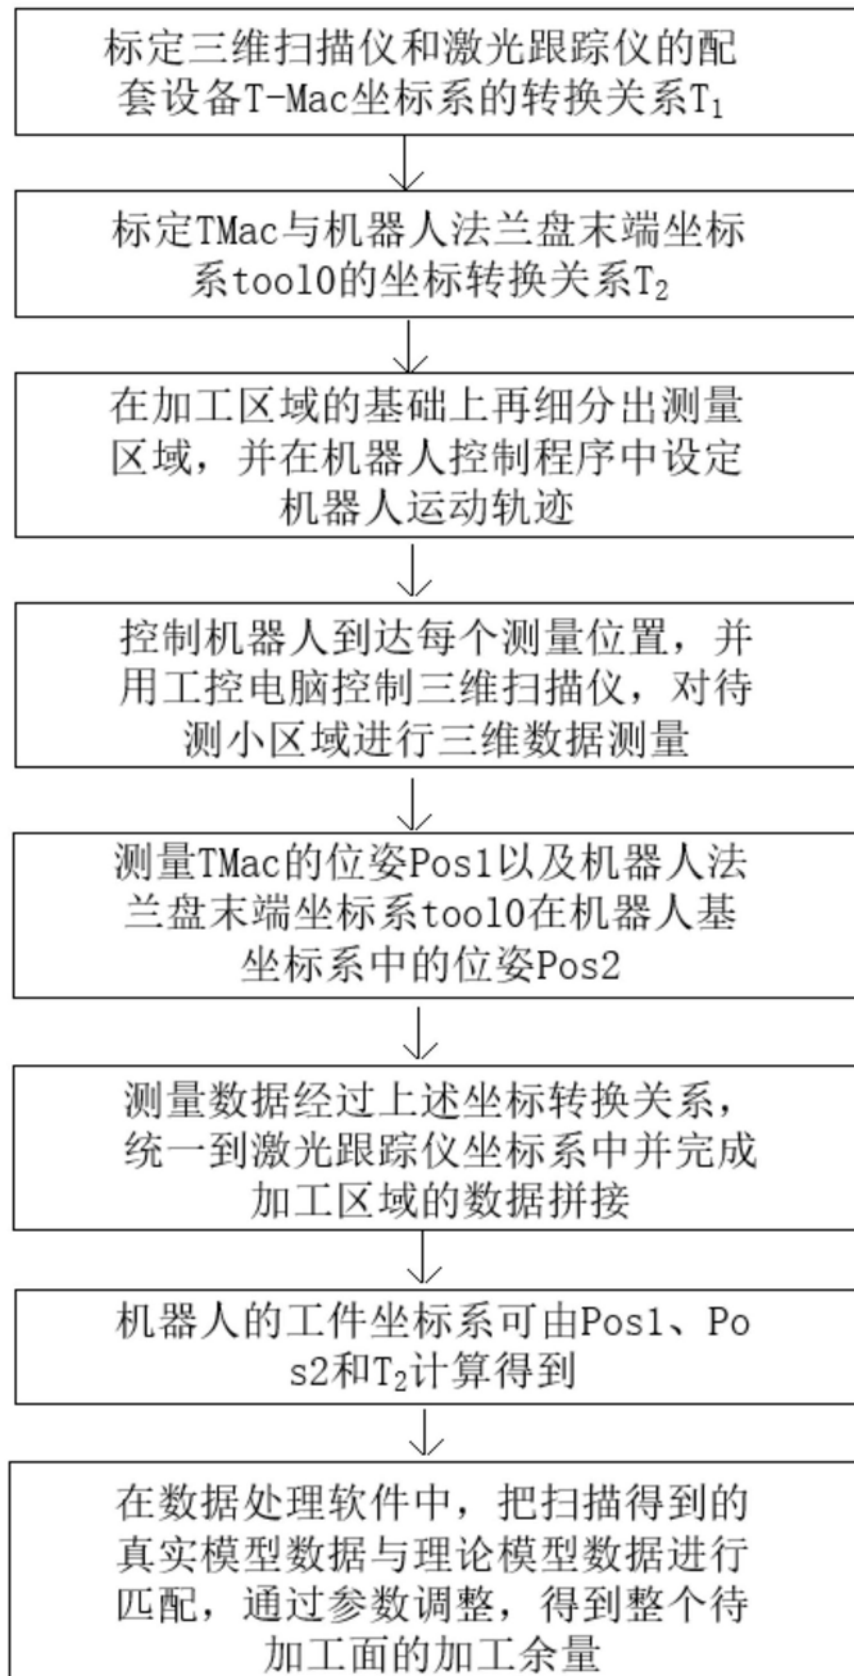 标定三维扫描仪和激光跟踪仪的配
套设备T-Mac坐标系的转换关系T₁
标定TMac与机器人法兰盘末端坐标
系tool0的坐标转换关系T₂
在加工区域的基础上再细分出测量
区域，并在机器人控制程序中设定
机器人运动轨迹
控制机器人到达每个测量位置，并
用工控电脑控制三维扫描仪，对待
测小区域进行三维数据测量
测量TMac的位姿Pos1以及机器人法
兰盘末端坐标系tool0在机器人基
坐标系中的位姿Pos2
测量数据经过上述坐标转换关系，
统一到激光跟踪仪坐标系中并完成
加工区域的数据拼接
机器人的工件坐标系可由Pos1、Po
s2和T₂计算得到
在数据处理软件中，把扫描得到的
真实模型数据与理论模型数据进行
匹配，通过参数调整，得到整个待
加工面的加工余量